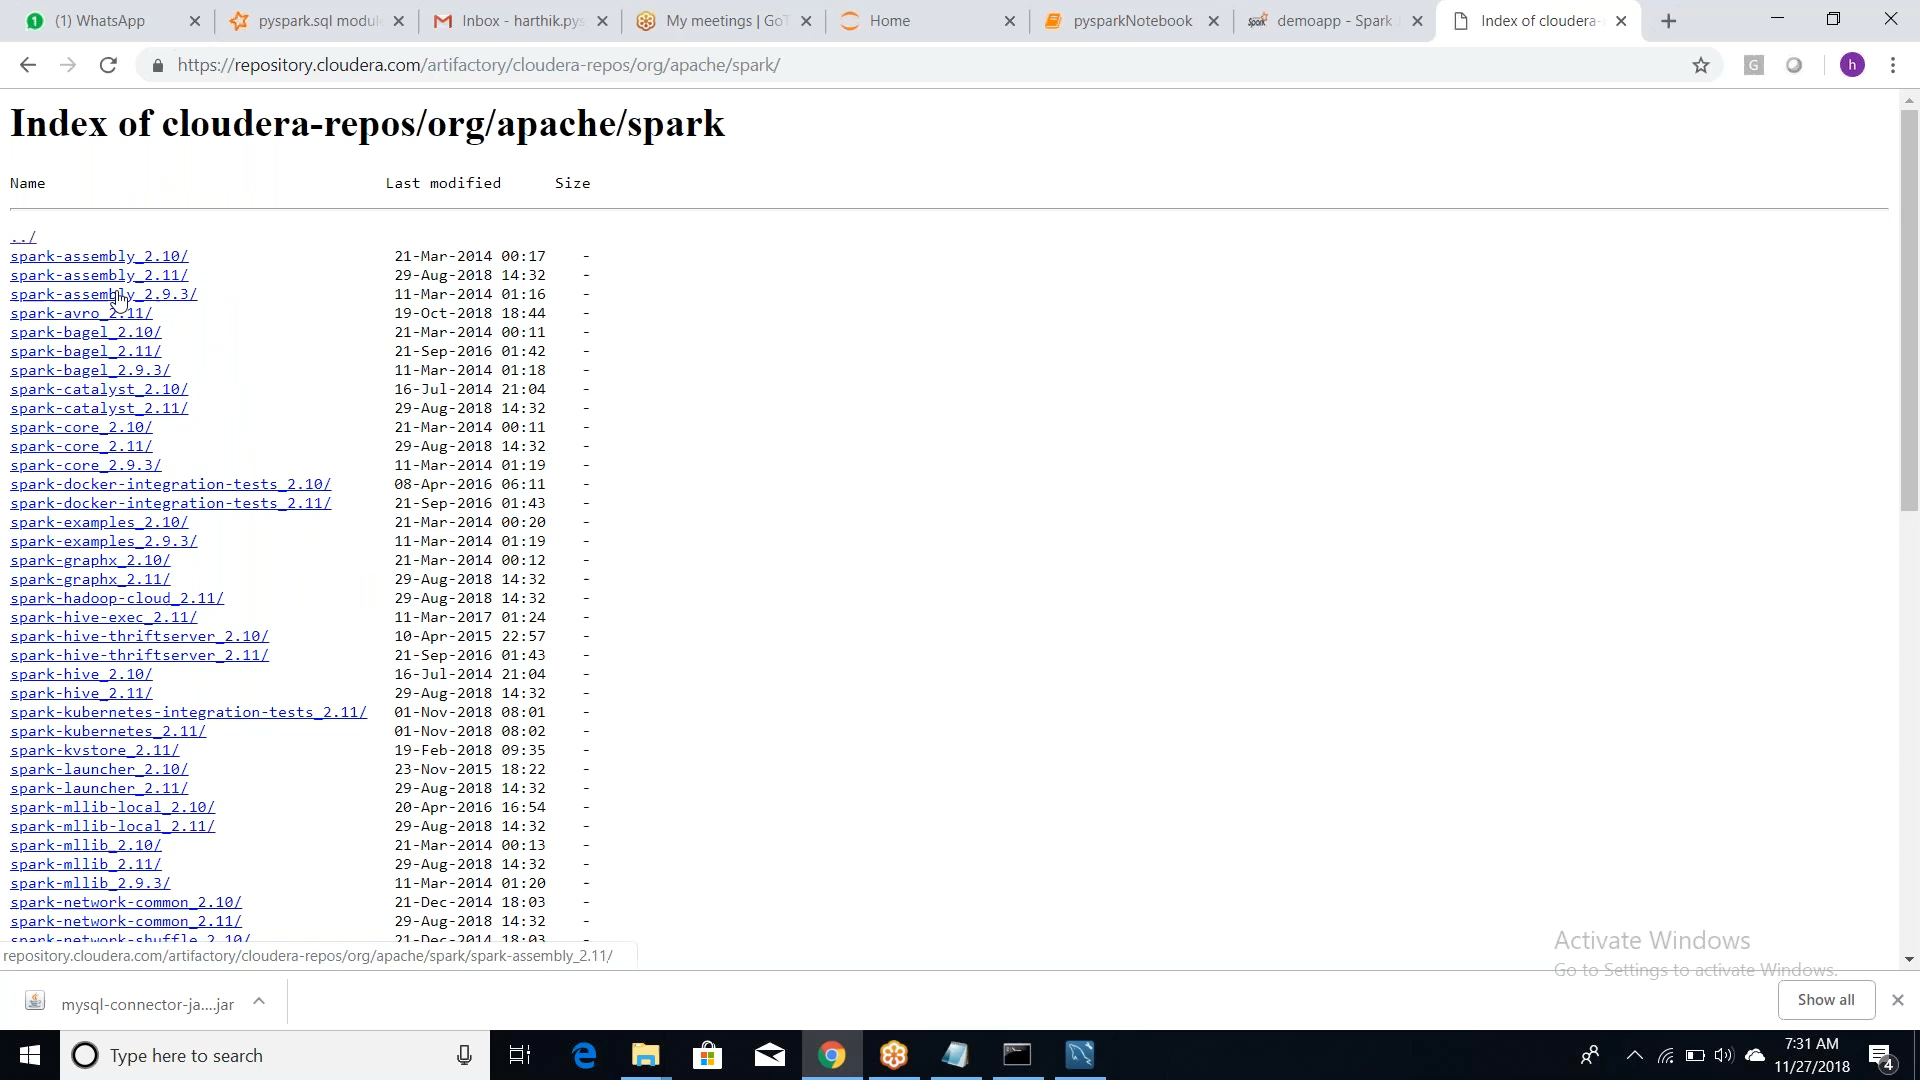 (1) WhatsApp
pyspark.sql modul
Inbox - harthik.pys
My meetings | GoT
Home
pysparkNotebook
demoapp - Spark
Index of cloudera-
https://repository.cloudera.com/artifactory/cloudera-repos/org/apache/spark/
G
h
Index of cloudera-repos/org/apache/spark
Name Last modified Size
../
spark-assembly_2.10/ 21-Mar-2014 00:17 -
spark-assembly_2.11/ 29-Aug-2018 14:32 -
spark-assembly_2.9.3/ 11-Mar-2014 01:16 -
spark-avro_2.11/ 19-Oct-2018 18:44 -
spark-bagel_2.10/ 21-Mar-2014 00:11 -
spark-bagel_2.11/ 21-Sep-2016 01:42 -
spark-bagel_2.9.3/ 11-Mar-2014 01:18 -
spark-catalyst_2.10/ 16-Jul-2014 21:04 -
spark-catalyst_2.11/ 29-Aug-2018 14:32 -
spark-core_2.10/ 21-Mar-2014 00:11 -
spark-core_2.11/ 29-Aug-2018 14:32 -
spark-core_2.9.3/ 11-Mar-2014 01:19 -
spark-docker-integration-tests_2.10/ 08-Apr-2016 06:11 -
spark-docker-integration-tests_2.11/ 21-Sep-2016 01:43 -
spark-examples_2.10/ 21-Mar-2014 00:20 -
spark-examples_2.9.3/ 11-Mar-2014 01:19 -
spark-graphx_2.10/ 21-Mar-2014 00:12 -
spark-graphx_2.11/ 29-Aug-2018 14:32 -
spark-hadoop-cloud_2.11/ 29-Aug-2018 14:32 -
spark-hive-exec_2.11/ 11-Mar-2017 01:24 -
spark-hive-thriftserver_2.10/ 10-Apr-2015 22:57 -
spark-hive-thriftserver_2.11/ 21-Sep-2016 01:43 -
spark-hive_2.10/ 16-Jul-2014 21:04 -
spark-hive_2.11/ 29-Aug-2018 14:32 -
spark-kubernetes-integration-tests_2.11/ 01-Nov-2018 08:01 -
spark-kubernetes_2.11/ 01-Nov-2018 08:02 -
spark-kvstore_2.11/ 19-Feb-2018 09:35 -
spark-launcher_2.10/ 23-Nov-2015 18:22 -
spark-launcher_2.11/ 29-Aug-2018 14:32 -
spark-mllib-local_2.10/ 20-Apr-2016 16:54 -
spark-mllib-local_2.11/ 29-Aug-2018 14:32 -
spark-mllib_2.10/ 21-Mar-2014 00:13 -
spark-mllib_2.11/ 29-Aug-2018 14:32 -
spark-mllib_2.9.3/ 11-Mar-2014 01:20 -
spark-network-common_2.10/ 21-Dec-2014 18:03 -
spark-network-common_2.11/ 29-Aug-2018 14:32 -
spark-network-shuffle_2.10/ 21-Dec-2014 18:03 -
repository.cloudera.com/artifactory/cloudera-repos/org/apache/spark/spark-assembly_2.11/
Activate Windows
Go to Settings to activate Windows.
mysql-connector-ja....jar
Show all
Type here to search
7:31 AM
11/27/2018
4